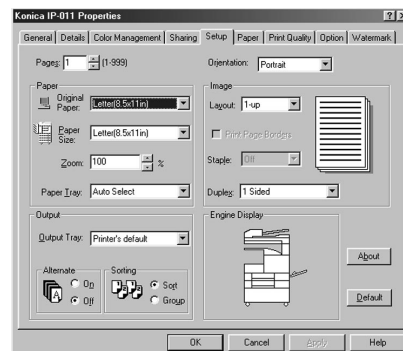 Konica IP-011 Properties
General Details Color Management Sharing Setup Paper Print Quality Option Watermark
Pages: 1 (1-999)
Orientation: Portrait
Paper
Original Paper: Letter(8.5x11in)
Paper Size: Letter(8.5x11in)
Zoom: 100 %
Paper Tray: Auto Select
Image
Layout: 1-up
Print Page Borders
Staple: Off
Duplex: 1 Sided
Output
Output Tray: Printer's default
Alternate
On
Off
A
Sorting
Sort
Group
Engine Display
About
Default
OK Cancel Apply Help